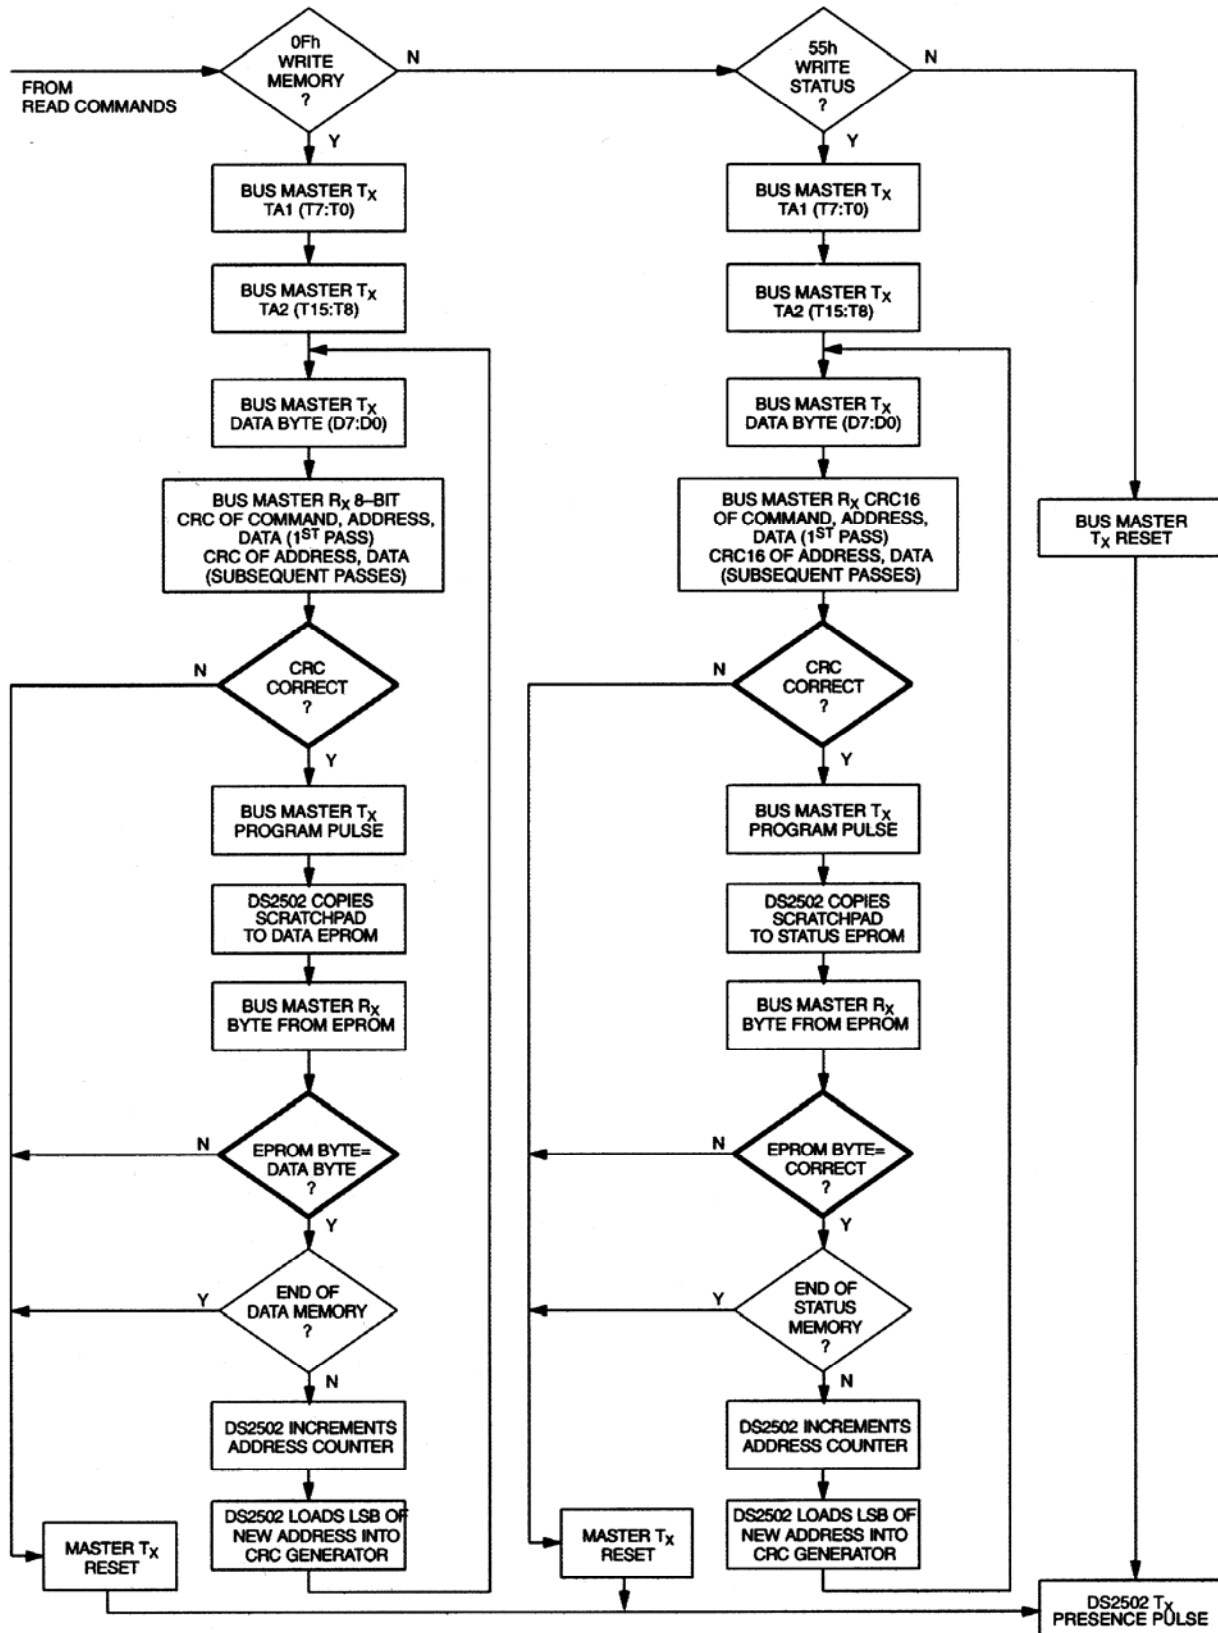 0Fh
WRITE
MEMORY
?
N
FROM
READ COMMANDS
Y
BUS MASTER TX
TA1 (T7:T0)
BUS MASTER TX
TA2 (T15:T8)
BUS MASTER TX
DATA BYTE (D7:D0)
BUS MASTER RX 8–BIT
CRC OF COMMAND, ADDRESS,
DATA (1ST PASS)
CRC OF ADDRESS, DATA
(SUBSEQUENT PASSES)
N
CRC
CORRECT
?
Y
BUS MASTER TX
PROGRAM PULSE
DS2502 COPIES
SCRATCHPAD
TO DATA EPROM
BUS MASTER RX
BYTE FROM EPROM
N
EPROM BYTE=
DATA BYTE
?
Y
Y
END OF
DATA MEMORY
?
N
DS2502 INCREMENTS
ADDRESS COUNTER
DS2502 LOADS LSB OF
NEW ADDRESS INTO
CRC GENERATOR
MASTER TX
RESET
55h
WRITE
STATUS
?
N
Y
BUS MASTER TX
TA1 (T7:T0)
BUS MASTER TX
TA2 (T15:T8)
BUS MASTER TX
DATA BYTE (D7:D0)
BUS MASTER RX CRC16
OF COMMAND, ADDRESS,
DATA (1ST PASS)
CRC16 OF ADDRESS, DATA
(SUBSEQUENT PASSES)
N
CRC
CORRECT
?
Y
BUS MASTER TX
PROGRAM PULSE
DS2502 COPIES
SCRATCHPAD
TO STATUS EPROM
BUS MASTER RX
BYTE FROM EPROM
N
EPROM BYTE=
CORRECT
?
Y
Y
END OF
STATUS
MEMORY
?
N
DS2502 INCREMENTS
ADDRESS COUNTER
DS2502 LOADS LSB OF
NEW ADDRESS INTO
CRC GENERATOR
MASTER TX
RESET
BUS MASTER
TX RESET
DS2502 TX
PRESENCE PULSE